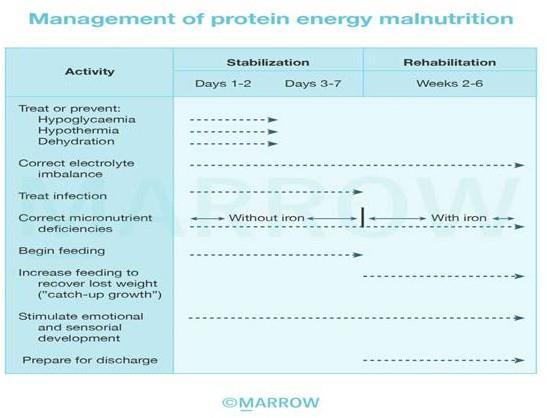 Management of protein energy malnutrition
Activity
Stabilization
Rehabilitation
Days 1-2
Days 3-7
Weeks 2-6
Treat or prevent:
Hypoglycaemia
Hypothermia
Dehydration
Correct electrolyte
imbalance
Treat infection
Correct micronutrient
deficiencies
Without iron
With iron
Begin feeding
Increase feeding to
recover lost weight
("catch-up growth")
Stimulate emotional
and sensorial
development
Prepare for discharge
MARROW
©MARROW